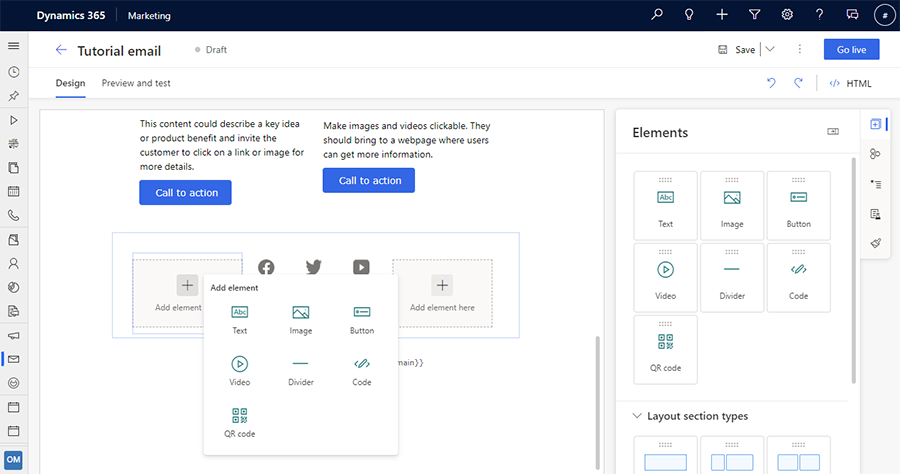 Dynamics 365
Marketing
?
#
Tutorial email
Draft
Save
Go live
Design
Preview and test
HTML
This content could describe a key idea
or product benefit and invite the
customer to click on a link or image for
more details.
Call to action
Make images and videos clickable. They
should bring to a webpage where users
can get more information.
Call to action
Add element
Add element here
Add element
Abc
Text
Image
Button
Video
Divider
Code
QR code
main}}
Elements
Abc
Text
Image
Button
Video
Divider
Code
QR code
Layout section types
OM